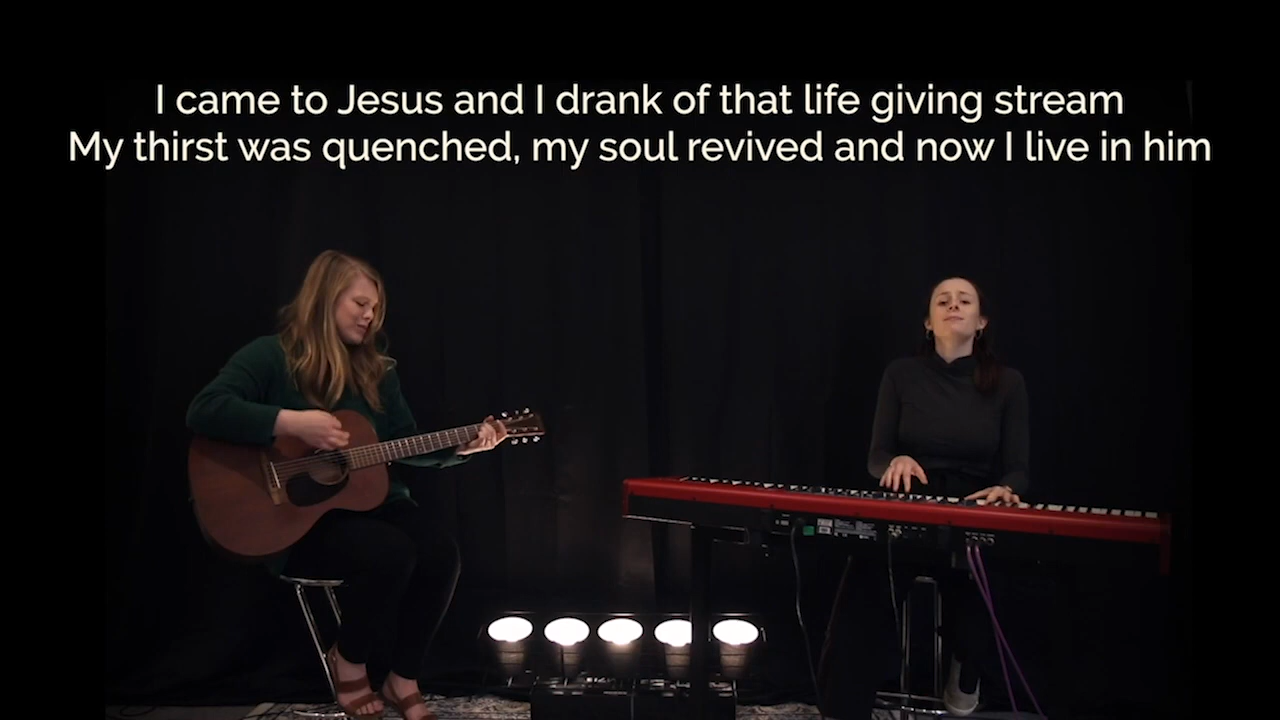 I came to Jesus and I drank of that life giving stream
My thirst was quenched, my soul revived and now I live in him